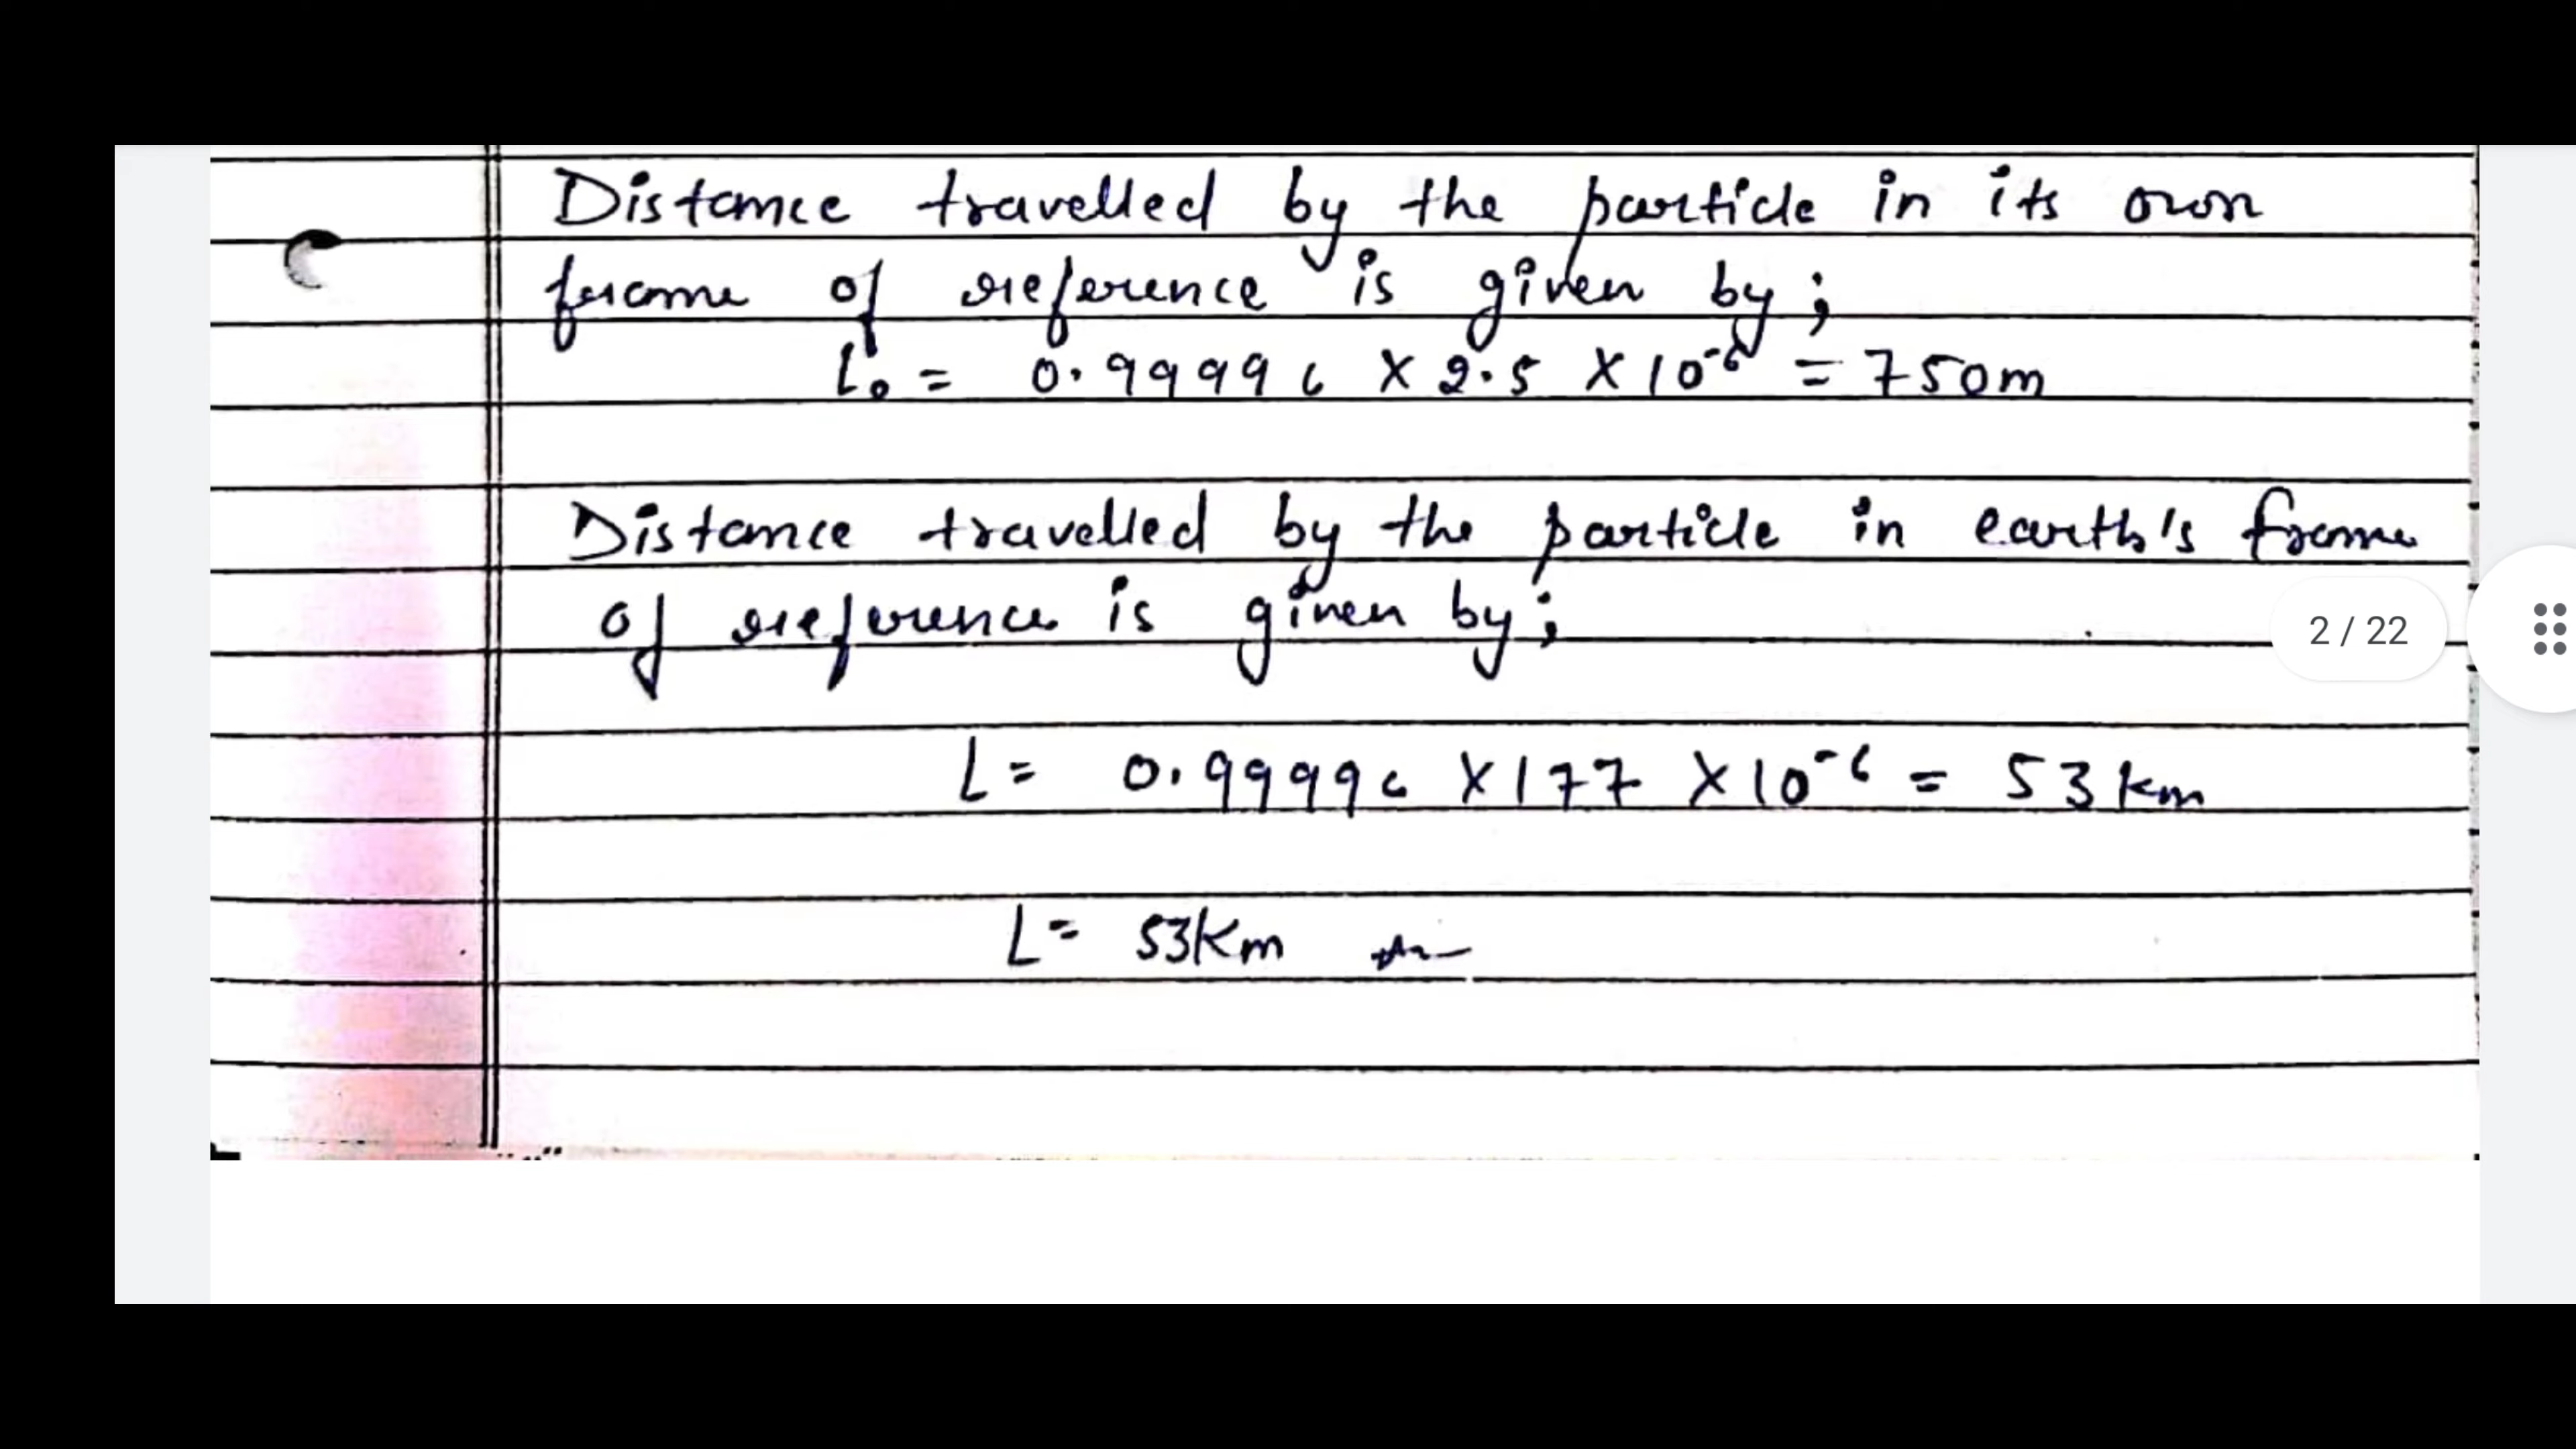 Distance travelled by the particle in its own
frame of reference is given by;
L₀ = 0.9999c × 2.5 × 10⁻⁶ = 750m
Distance travelled by the particle in earth's frame
of reference is given by;
2 / 22
L = 0.9999c × 177 × 10⁻⁶ = 53 km
L = 53Km